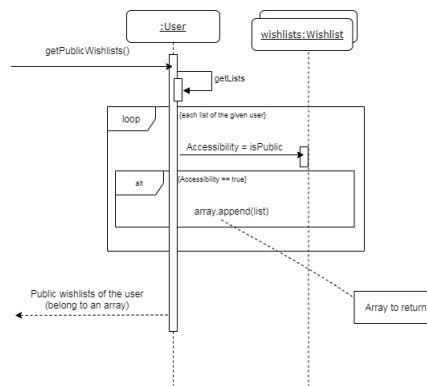 :User
wishlists:Wishlist
getPublicWishlists()
getLists
loop
{each list of the given user}
Accessibility = isPublic
alt
{Accessibility == true}
array.append(list)
Public wishlists of the user
(belong to an array)
Array to return